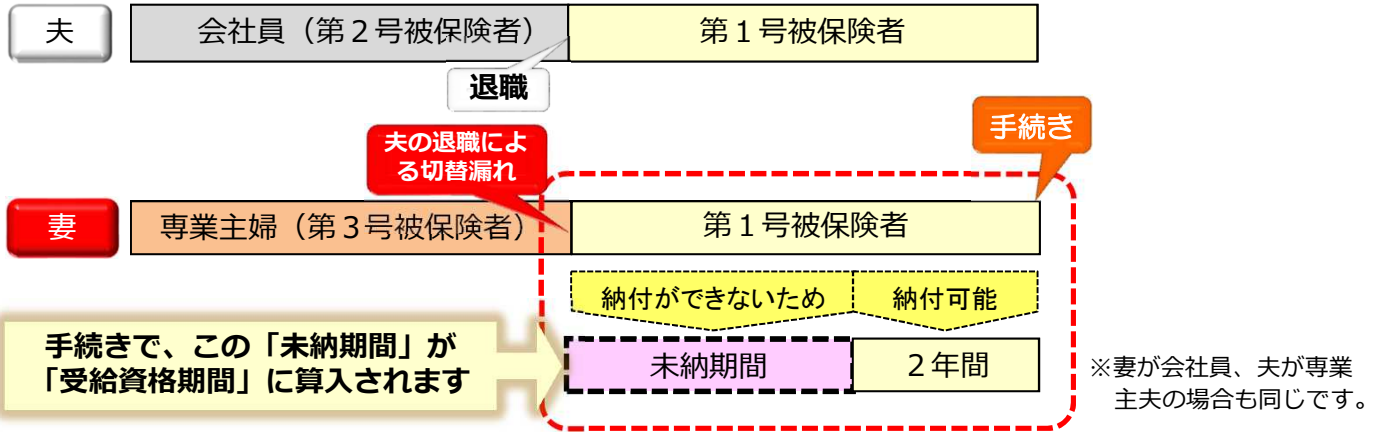 夫
会社員（第２号被保険者）
第１号被保険者
退職
手続き
夫の退職によ
る切替漏れ
妻
専業主婦（第３号被保険者）
第１号被保険者
納付ができないため
納付可能
手続きで、この「未納期間」が
「受給資格期間」に算入されます
未納期間
２年間
※妻が会社員、夫が専業
主夫の場合も同じです。